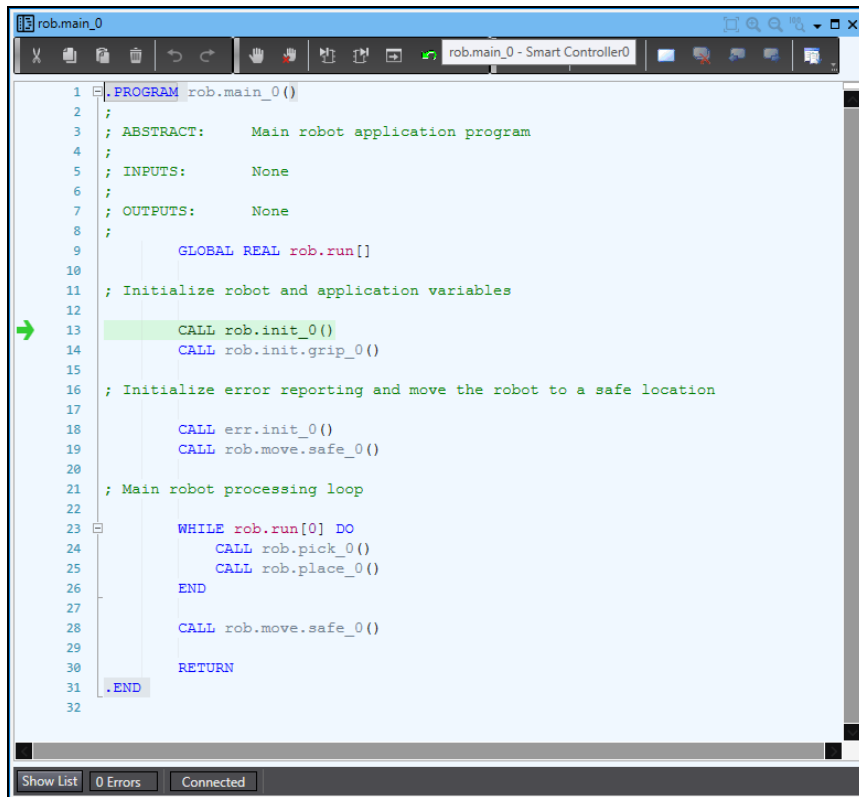 rob.main_0
rob.main_0 - Smart Controller0
1 .PROGRAM rob.main_0()
2 ;
3 ; ABSTRACT: Main robot application program
4 ;
5 ; INPUTS: None
6 ;
7 ; OUTPUTS: None
8 ;
9 GLOBAL REAL rob.run[]
10
11 ; Initialize robot and application variables
12
13 CALL rob.init_0()
14 CALL rob.init.grip_0()
15
16 ; Initialize error reporting and move the robot to a safe location
17
18 CALL err.init_0()
19 CALL rob.move.safe_0()
20
21 ; Main robot processing loop
22
23 WHILE rob.run[0] DO
24 CALL rob.pick_0()
25 CALL rob.place_0()
26 END
27
28 CALL rob.move.safe_0()
29
30 RETURN
31 .END
32
Show List 0 Errors Connected